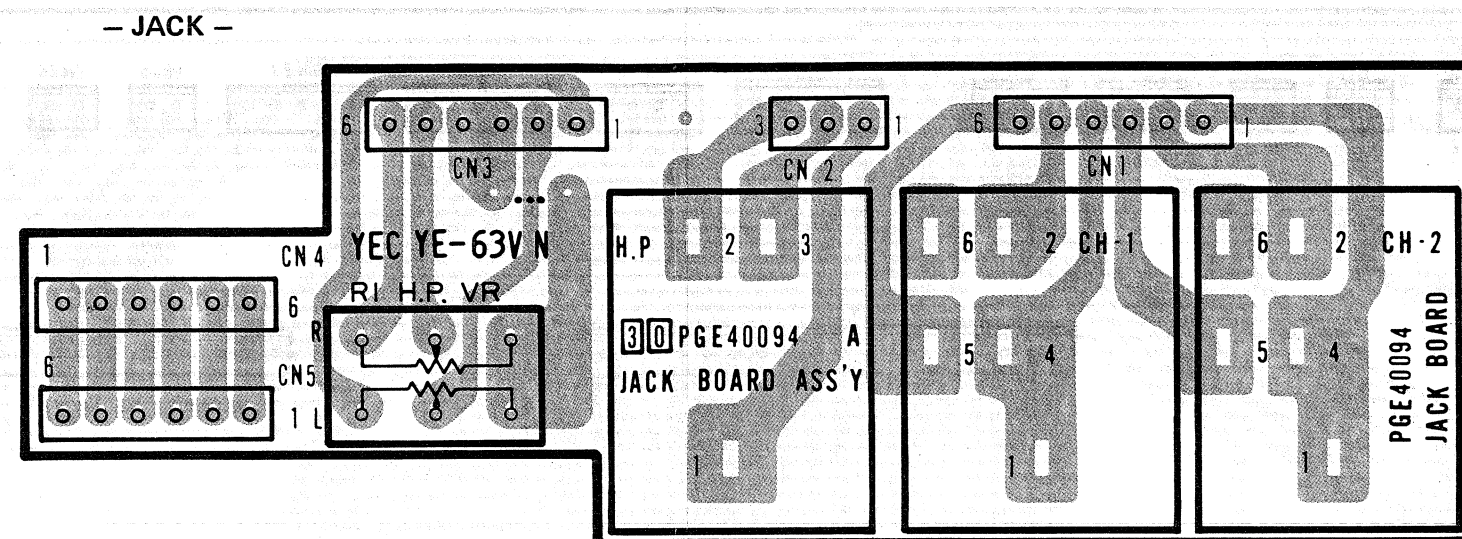 – JACK –
6 1
CN3
3 1
CN 2
6 1
CN1
1
CN4
6
6
CN5
1
YEC YE-63V N
R1 H.P. VR
R
L
H.P 2 3
30 PGE40094 A
JACK BOARD ASS'Y
1
6 2 CH-1
5 4
1
6 2 CH-2
5 4
1
PGE40094
JACK BOARD